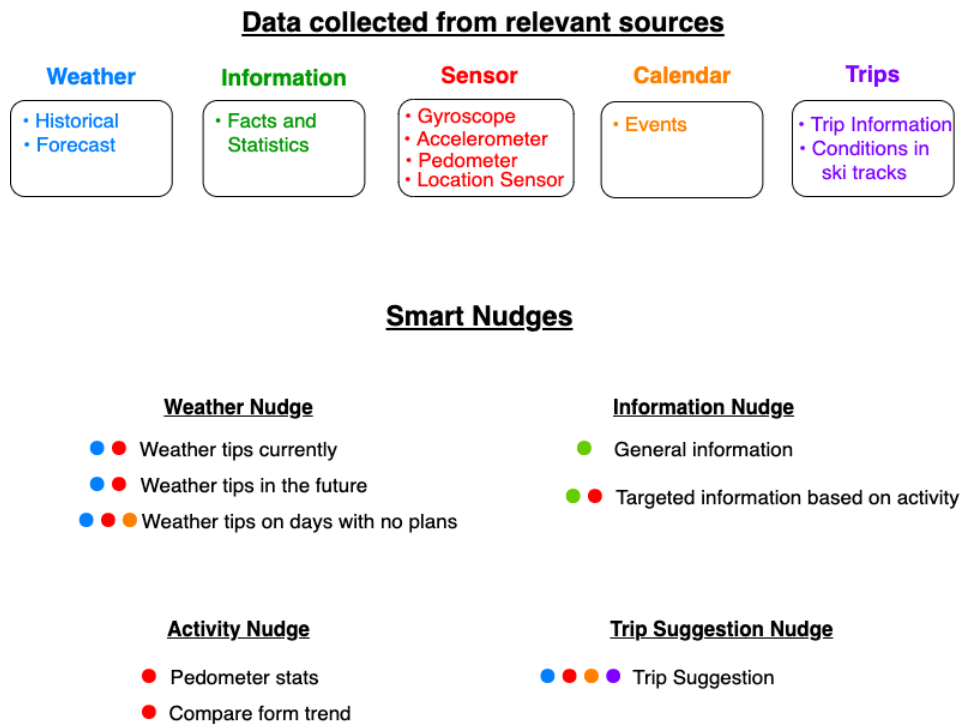 Data collected from relevant sources
Weather
Information
Sensor
Calendar
Trips
• Historical
• Forecast
• Facts and
Statistics
• Gyroscope
• Accelerometer
• Pedometer
• Location Sensor
• Events
• Trip Information
• Conditions in
ski tracks
Smart Nudges
Weather Nudge
Weather tips currently
Weather tips in the future
Weather tips on days with no plans
Information Nudge
General information
Targeted information based on activity
Activity Nudge
Pedometer stats
Compare form trend
Trip Suggestion Nudge
Trip Suggestion